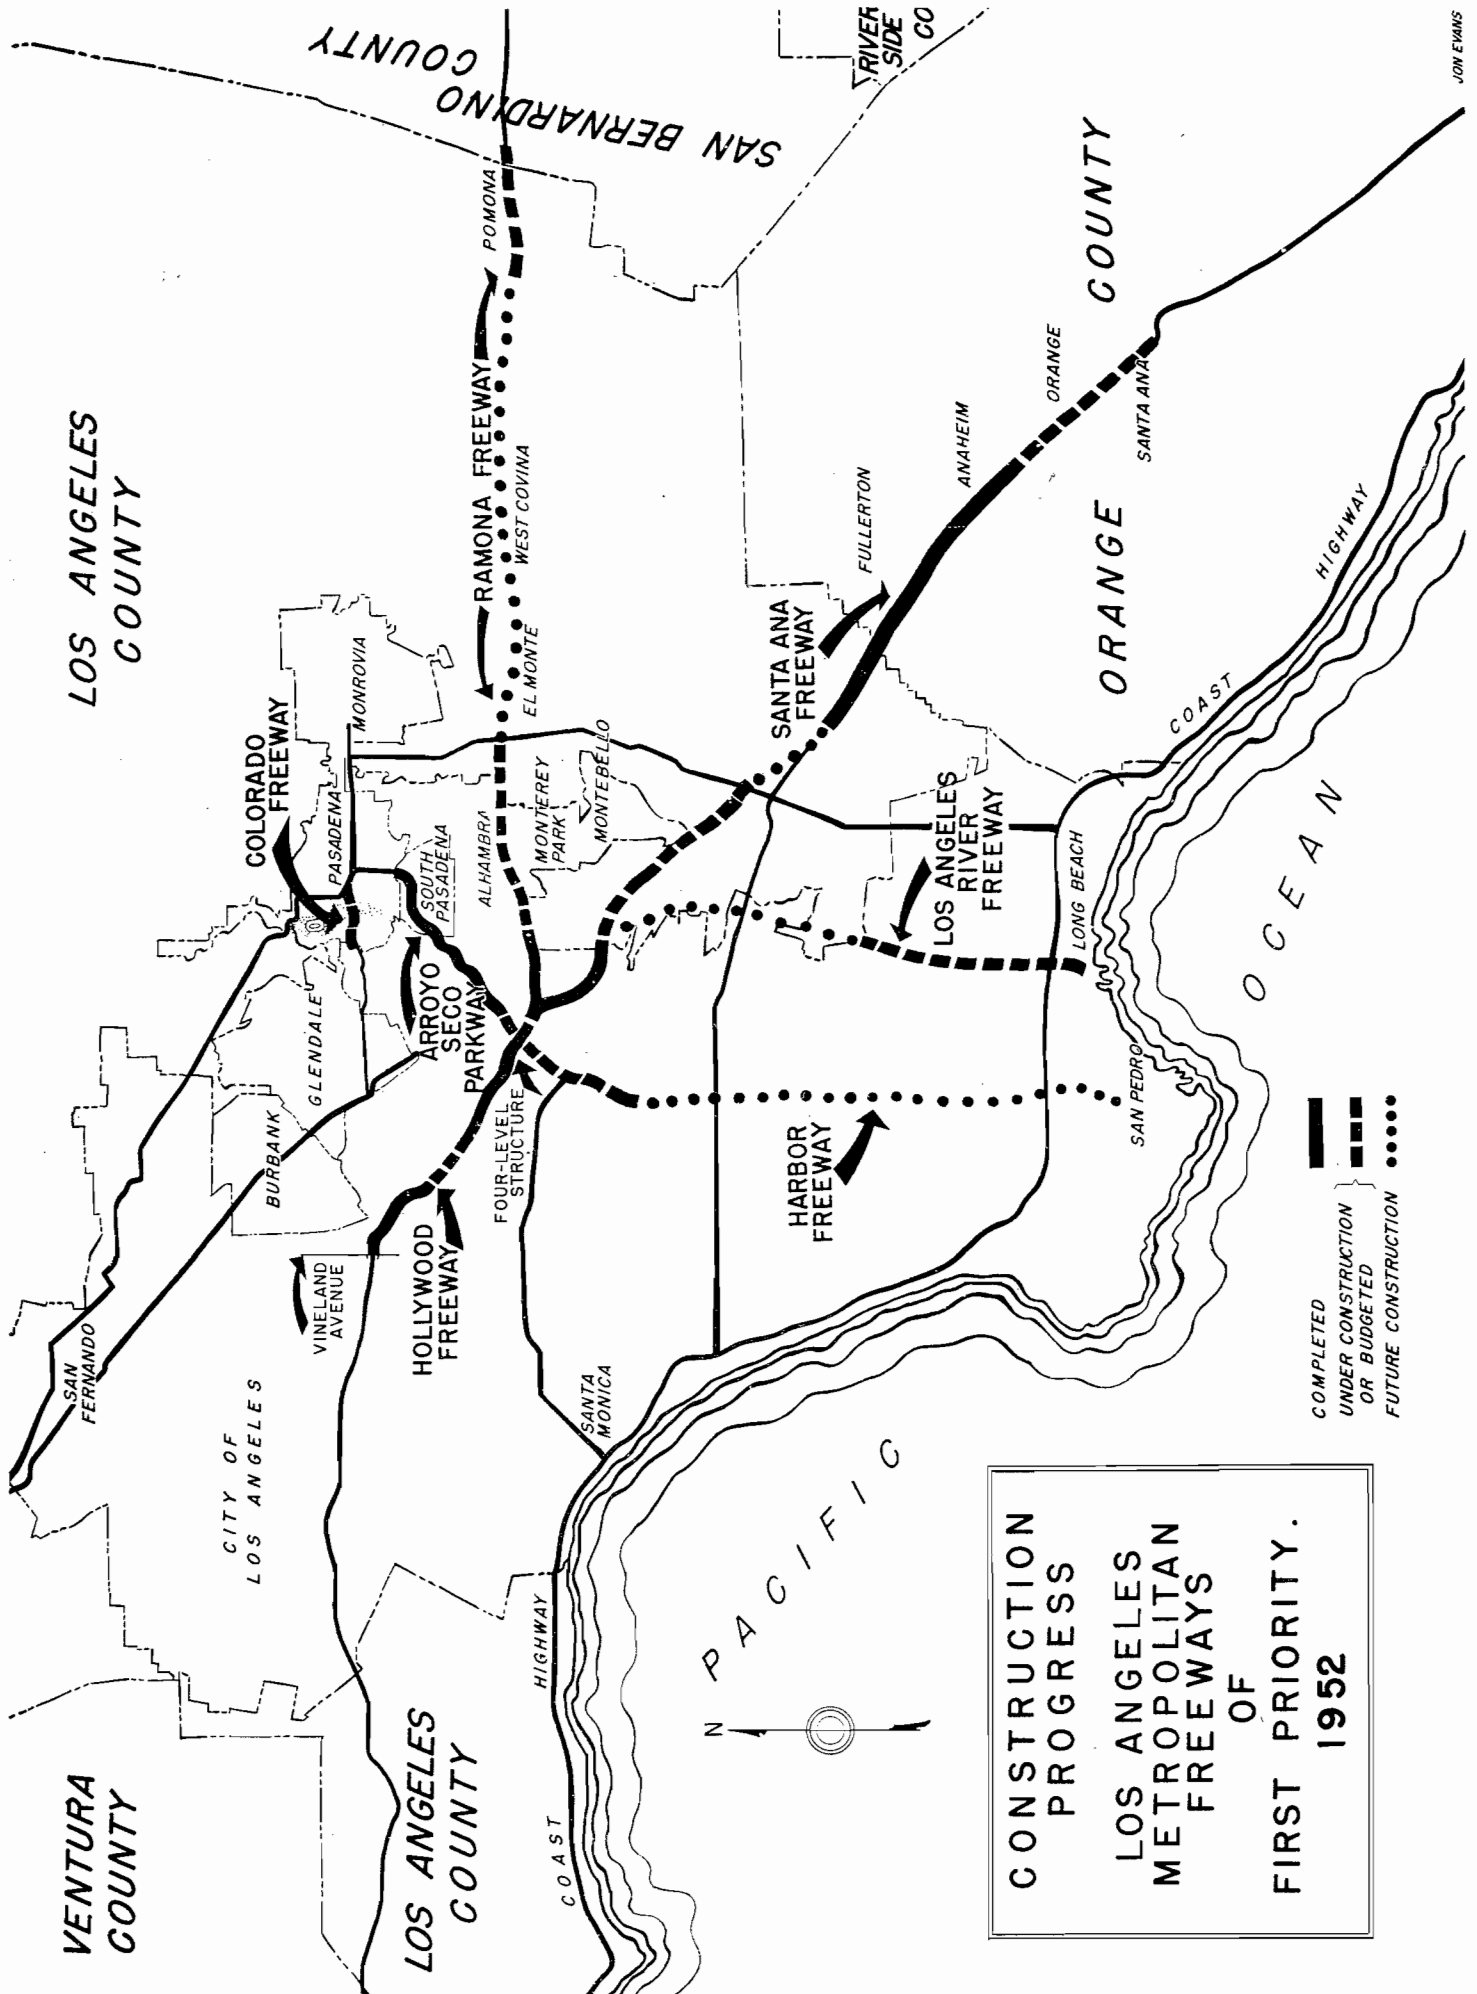 VENTURA
COUNTY
LOS ANGELES
COUNTY
SAN BERNARDINO
COUNTY
SAN
FERNANDO
CITY OF
LOS ANGELES
BURBANK
GLENDALE
COLORADO
FREEWAY
PASADENA
MONROVIA
VINELAND
AVENUE
HOLLYWOOD
FREEWAY
ARROYO
SECO
PARKWAY
SOUTH
PASADENA
ALHAMBRA
RAMONA FREEWAY
POMONA
LOS ANGELES
COUNTY
FOUR-LEVEL
STRUCTURE
MONTEREY
PARK
EL MONTE
WEST COVINA
MONTEBELLO
COAST
HIGHWAY
SANTA
MONICA
SANTA ANA
FREEWAY
FULLERTON
RIVER
SIDE
CO
HARBOR
FREEWAY
LOS ANGELES
RIVER
FREEWAY
ANAHEIM
ORANGE
SANTA ANA
LONG BEACH
SAN PEDRO
ORANGE
COUNTY
COAST
HIGHWAY
PACIFIC
OCEAN
N
CONSTRUCTION
PROGRESS
LOS ANGELES
METROPOLITAN
FREEWAYS
OF
FIRST PRIORITY.
1952
COMPLETED
UNDER CONSTRUCTION
OR BUDGETED
FUTURE CONSTRUCTION
JON EVANS